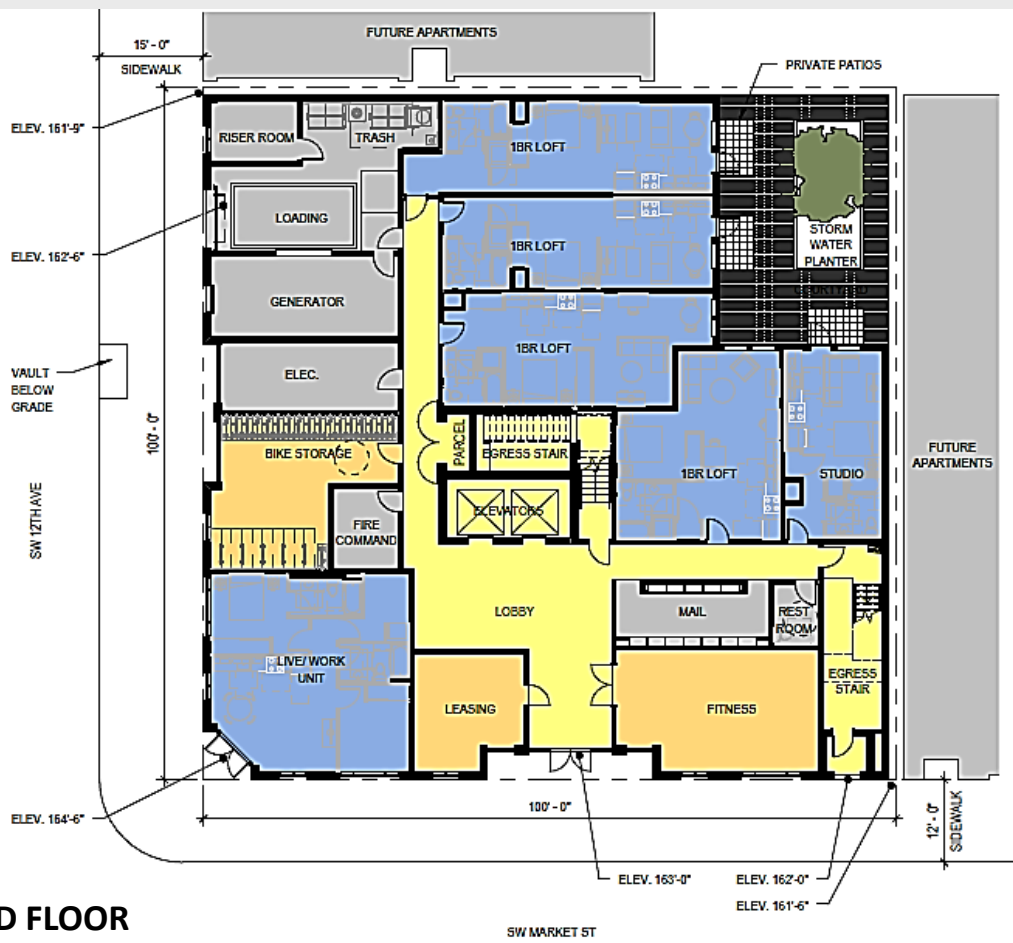 FUTURE APARTMENTS
15' - 0"
SIDEWALK
PRIVATE PATIOS
ELEV. 161'-9"
RISER ROOM
TRASH
1BR LOFT
LOADING
1BR LOFT
STORM
WATER
PLANTER
ELEV. 162'-6"
GENERATOR
1BR LOFT
VAULT
BELOW
GRADE
ELEC.
100' - 0"
BIKE STORAGE
PARCEL
EGRESS STAIR
1BR LOFT
STUDIO
FUTURE
APARTMENTS
SW 12TH AVE
FIRE
COMMAND
ELEVATORS
LOBBY
MAIL
REST
ROOM
LIVE/ WORK
UNIT
LEASING
FITNESS
EGRESS
STAIR
100' - 0"
ELEV. 164'-6"
12' - 0"
SIDEWALK
ELEV. 163'-0"
ELEV. 162'-0"
ELEV. 161'-6"
D FLOOR
SW MARKET ST